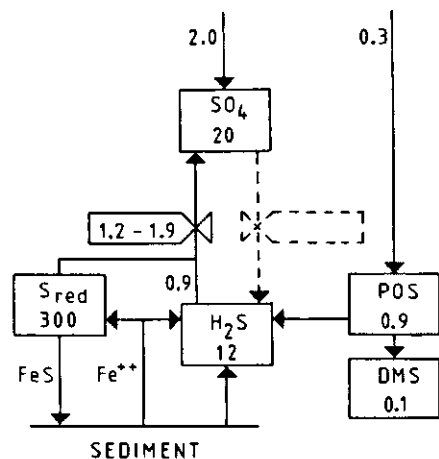 2.0
0.3
SO4
20
1.2 - 1.9
0.9
Sred
300
H2S
12
POS
0.9
FeS
Fe++
DMS
0.1
SEDIMENT